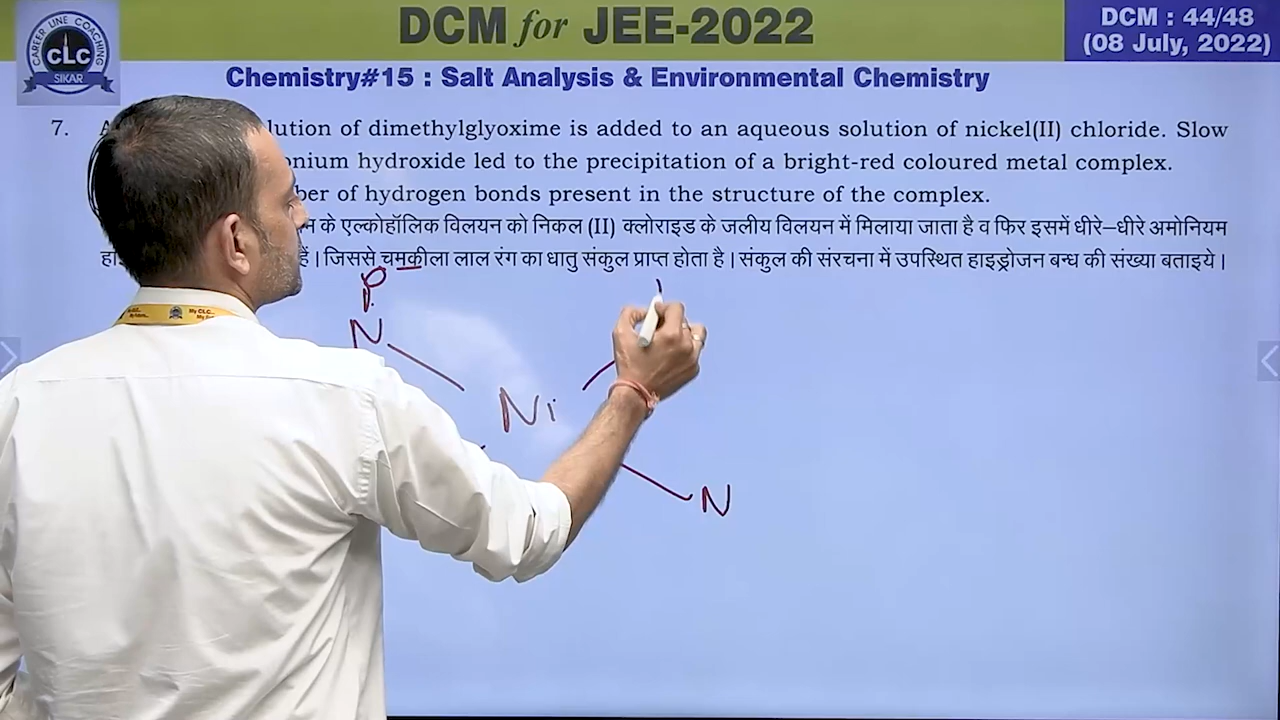 DCM for JEE-2022
DCM : 44/48
(08 July, 2022)
CAREER LINE COACHING
CLC
SIKAR
Chemistry#15 : Salt Analysis & Environmental Chemistry
7.
lution of dimethylglyoxime is added to an aqueous solution of nickel(II) chloride. Slow
onium hydroxide led to the precipitation of a bright-red coloured metal complex.
ber of hydrogen bonds present in the structure of the complex.
म के एल्कोहॉलिक विलयन को निकल (II) क्लोराइड के जलीय विलयन में मिलाया जाता है व फिर इसमें धीरे–धीरे अमोनियम
हैं। जिससे चमकीला लाल रंग का धातु संकुल प्राप्त होता है। संकुल की संरचना में उपस्थित हाइड्रोजन बन्ध की संख्या बताइये।
N
Ni
N